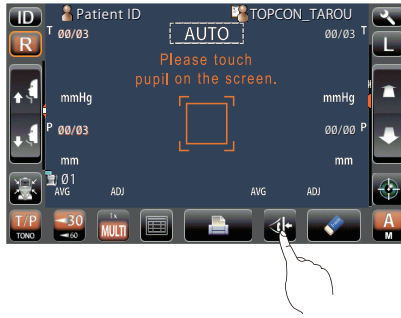 ID Patient ID TOPCON_TAROU
R T 00/03 AUTO 00/03 T L
Please touch
pupil on the screen.
mmHg mmHg
P 00/03 00/00 P
mm mm
01
AVG ADJ AVG ADJ
T/P TONO 30 60 1x MULTI A M